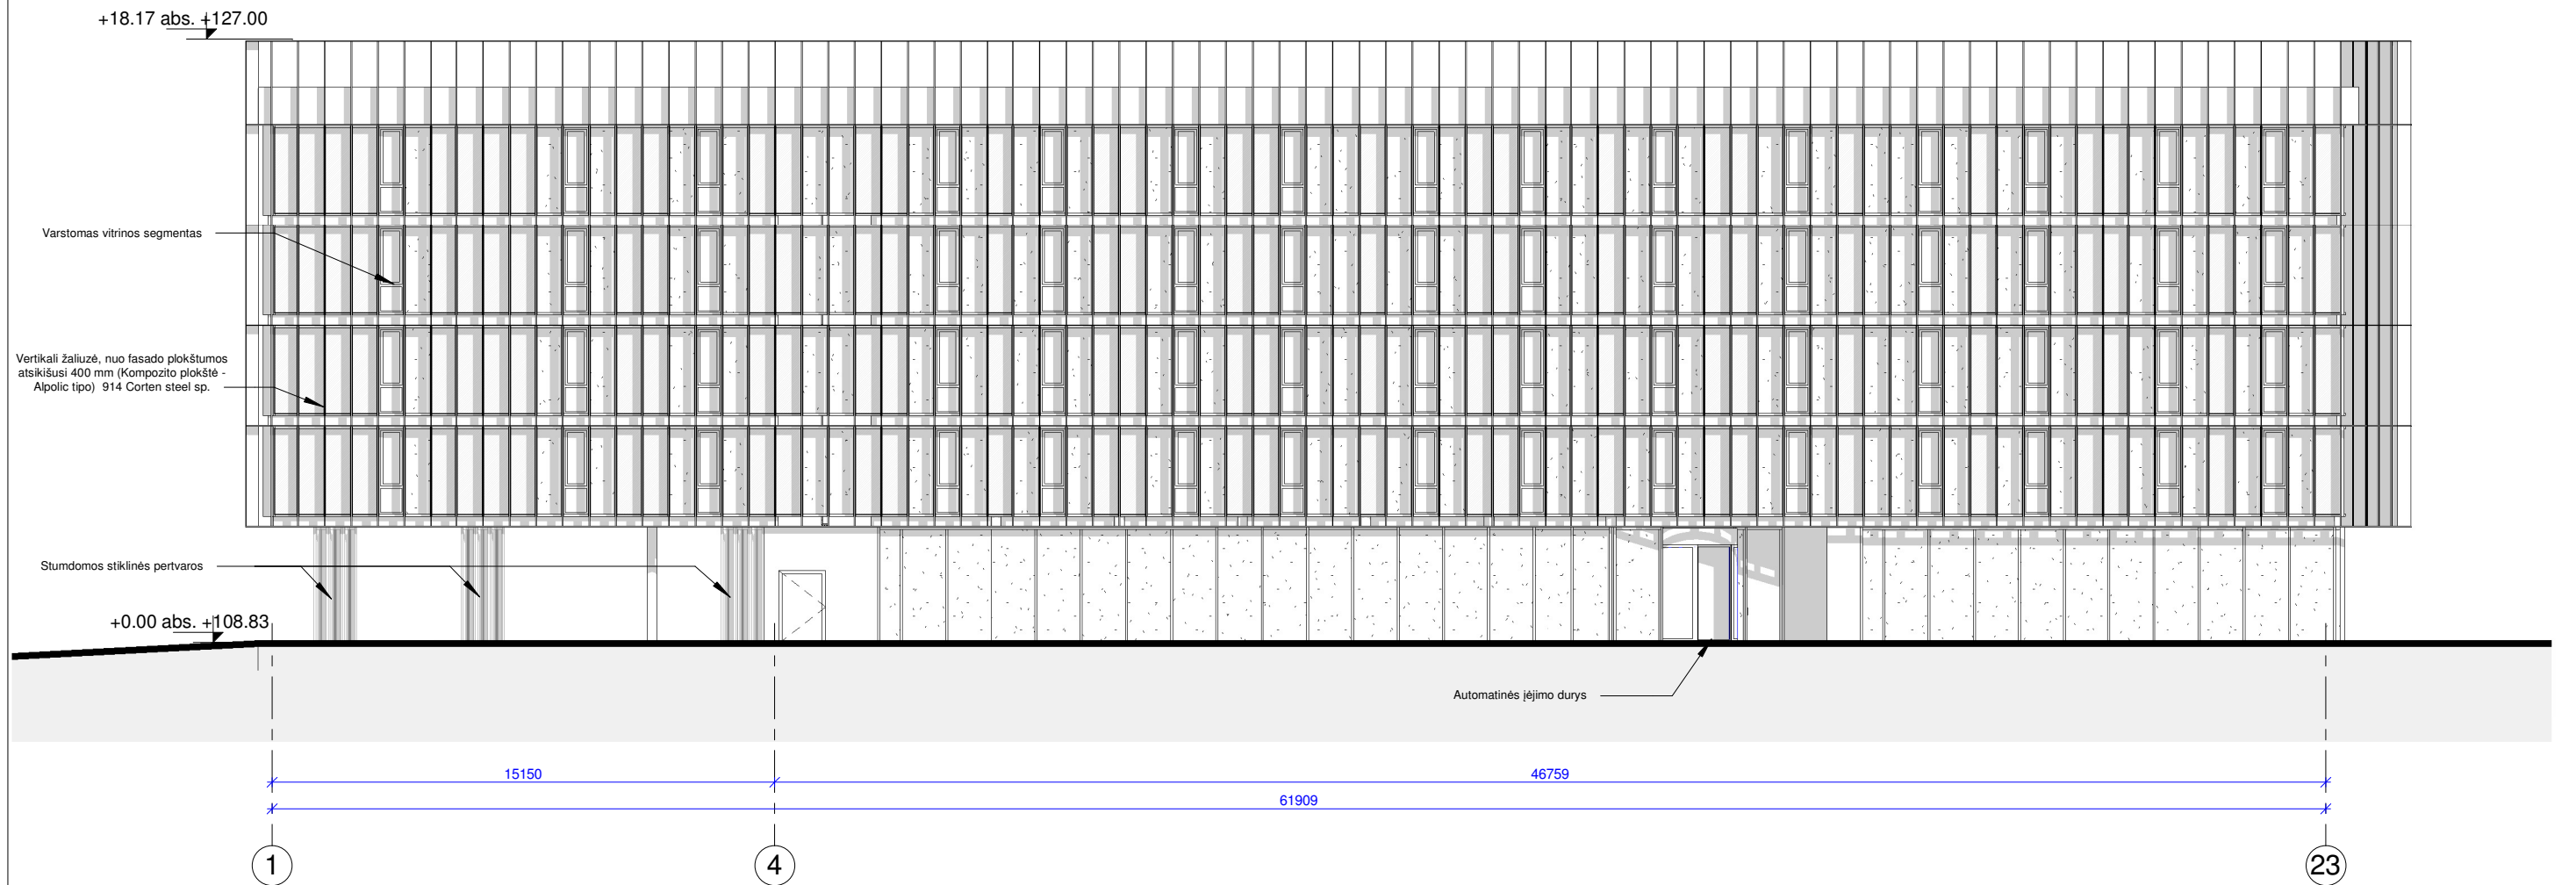 +18.17 abs. +127.00
Varstomas vitrinos segmentas
Vertikali žaliuzė, nuo fasado plokštumos
atsikišusi 400 mm (Kompozito plokštė -
Alpolic tipo) 914 Corten steel sp.
Stumdomos stiklinės pertvaros
+0.00 abs. +108.83
Automatinės įėjimo durys
15150
46759
61909
1
4
23